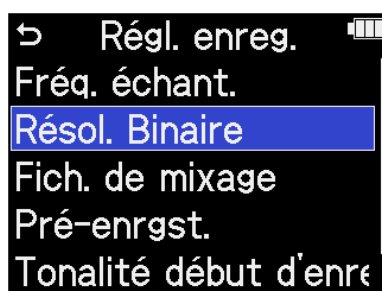 Régl. enreg.
Fréq. échant.
Résol. Binaire
Fich. de mixage
Pré-enrgst.
Tonalité début d'enre